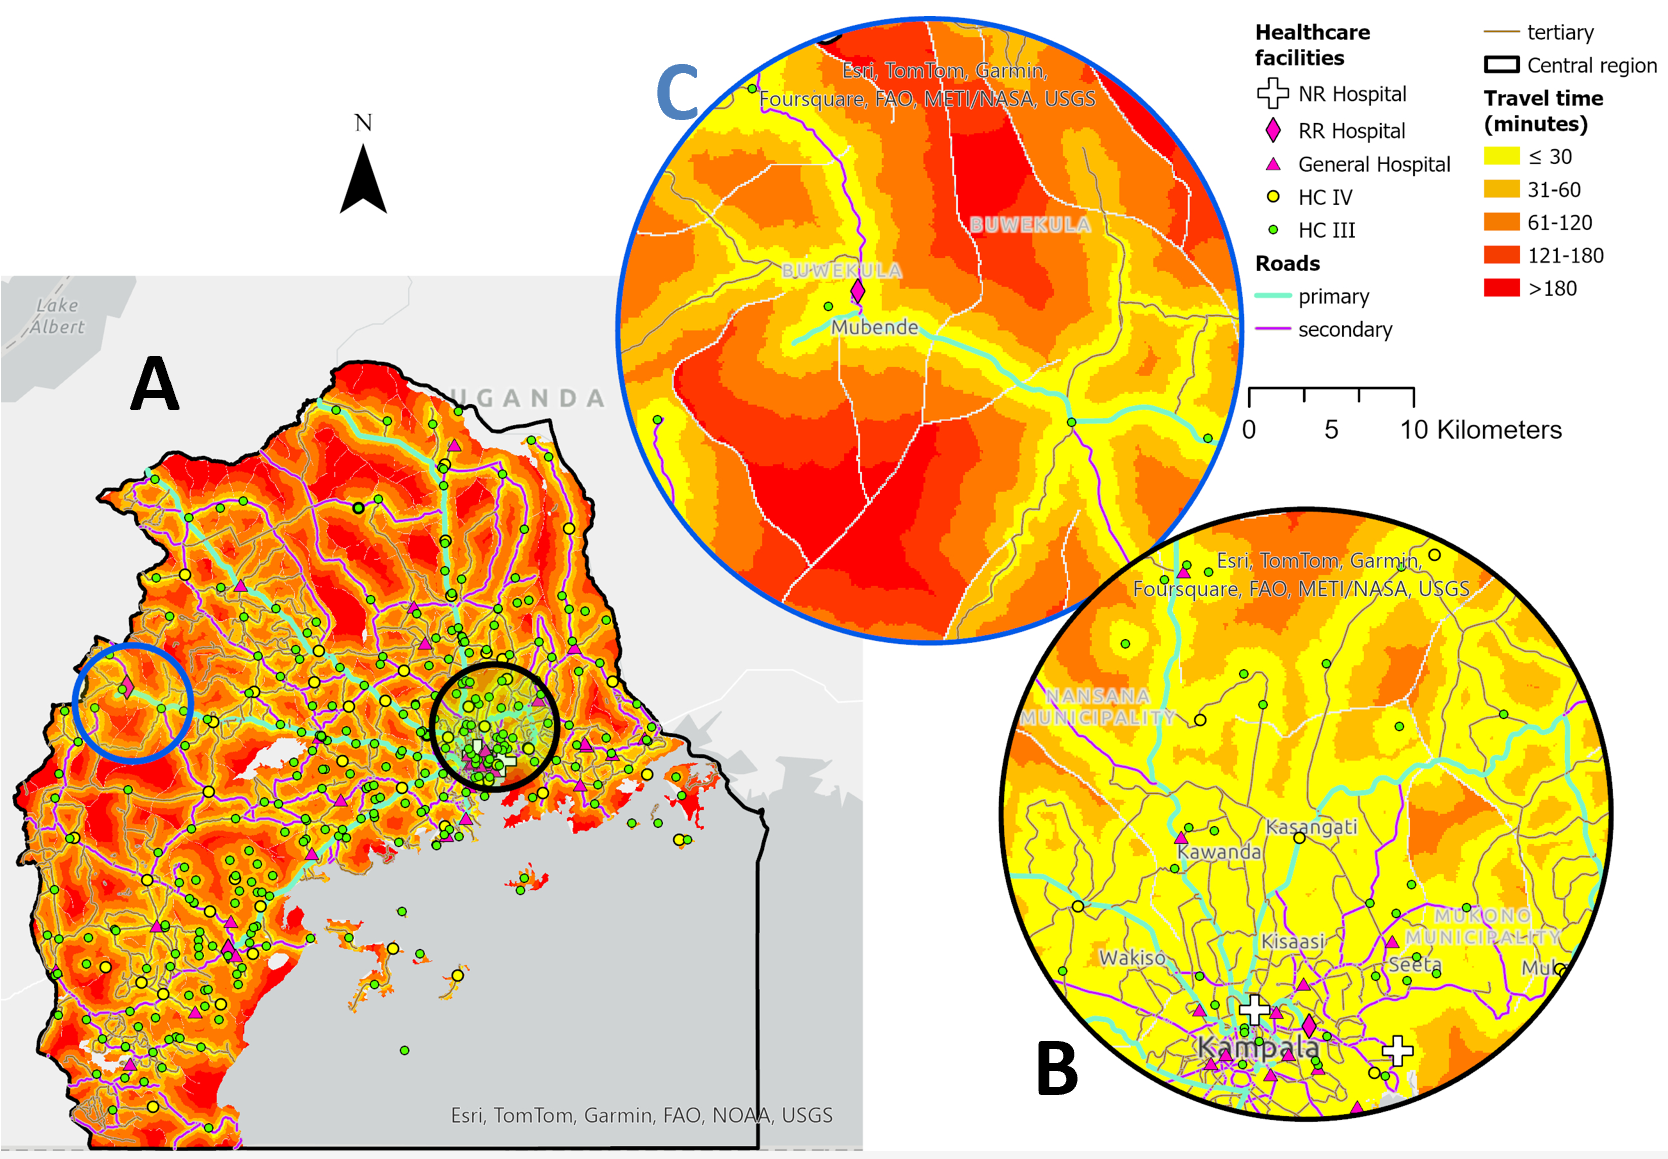 N
Lake
Albert
A
UGANDA
Esri, TomTom, Garmin, FAO, NOAA, USGS
C
Esri, TomTom, Garmin,
Foursquare, FAO, METI/NASA, USGS
BUWEKULA
BUWEKULA
Mubende
Healthcare
facilities
NR Hospital
RR Hospital
General Hospital
HC IV
HC III
Roads
primary
secondary
tertiary
Central region
Travel time
(minutes)
≤ 30
31-60
61-120
121-180
>180
0 5 10 Kilometers
Esri, TomTom, Garmin,
Foursquare, FAO, METI/NASA, USGS
NANSANA
MUNICIPALITY
Kasangati
Kawanda
MUKONO
MUNICIPALITY
Kisaasi
Wakiso
Seeta
Muk
Kampala
B